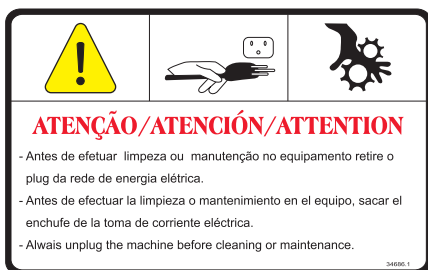 ATENÇÃO/ATENCIÓN/ATTENTION
- Antes de efetuar limpeza ou manutenção no equipamento retire o
plug da rede de energia elétrica.
- Antes de efectuar la limpieza o mantenimiento en el equipo, sacar el
enchufe de la toma de corriente eléctrica.
- Alwais unplug the machine before cleaning or maintenance.
34686.1